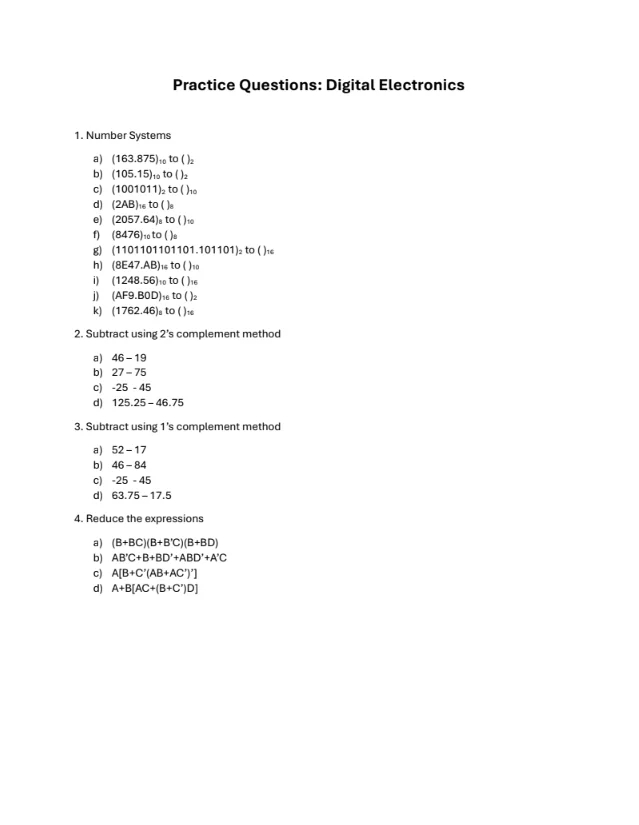 Practice Questions: Digital Electronics
1. Number Systems
a) (163.875)₁₀ to ( )₂
b) (105.15)₁₀ to ( )₂
c) (1001011)₂ to ( )₁₀
d) (2AB)₁₆ to ( )₈
e) (2057.64)₈ to ( )₁₀
f) (8476)₁₀ to ( )₈
g) (1101101101101.101101)₂ to ( )₁₆
h) (8E47.AB)₁₆ to ( )₁₀
i) (1248.56)₁₀ to ( )₁₆
j) (AF9.B0D)₁₆ to ( )₂
k) (1762.46)₈ to ( )₁₆
2. Subtract using 2's complement method
a) 46 – 19
b) 27 – 75
c) -25 - 45
d) 125.25 – 46.75
3. Subtract using 1's complement method
a) 52 – 17
b) 46 – 84
c) -25 - 45
d) 63.75 – 17.5
4. Reduce the expressions
a) (B+BC)(B+B'C)(B+BD)
b) AB'C+B+BD'+ABD'+A'C
c) A[B+C'(AB+AC')']
d) A+B[AC+(B+C')D]